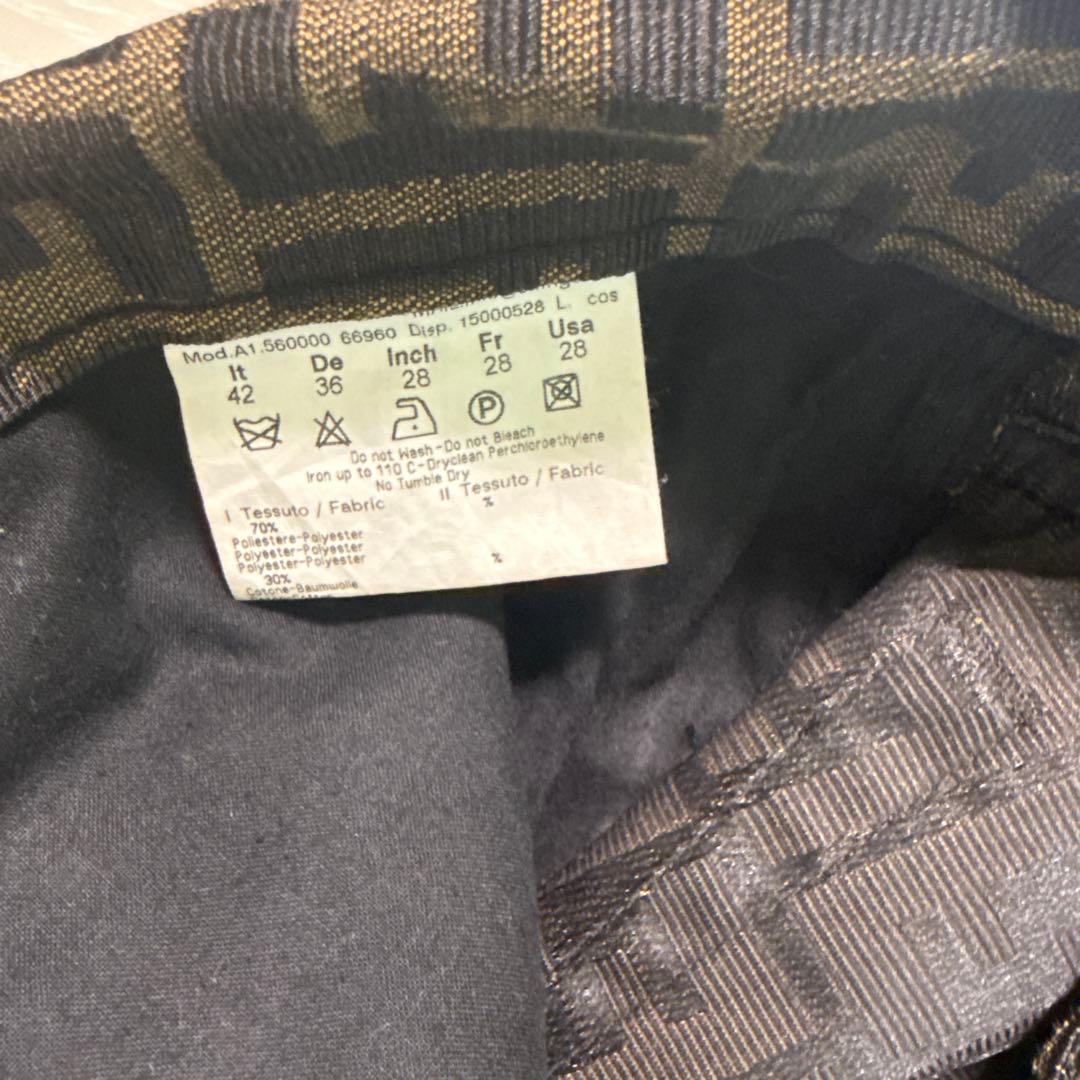 Mod.A1.560000 66960 Disp. 15000528 L. cos
It De Inch Fr Usa
42 36 28 28 28
P
Do not Wash-Do not Bleach
Iron up to 110 C-Dryclean Perchloroethylene
No Tumble Dry
I Tessuto / Fabric II Tessuto / Fabric
70% %
Poliestere-Polyester
Polyester-Polyester
Polyester-Polyester
30% %
Cotone-Baumwolle